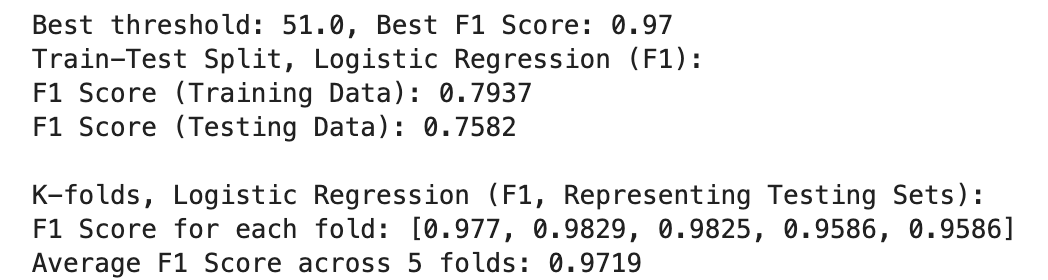 Best threshold: 51.0, Best F1 Score: 0.97
Train-Test Split, Logistic Regression (F1):
F1 Score (Training Data): 0.7937
F1 Score (Testing Data): 0.7582

K-folds, Logistic Regression (F1, Representing Testing Sets):
F1 Score for each fold: [0.977, 0.9829, 0.9825, 0.9586, 0.9586]
Average F1 Score across 5 folds: 0.9719